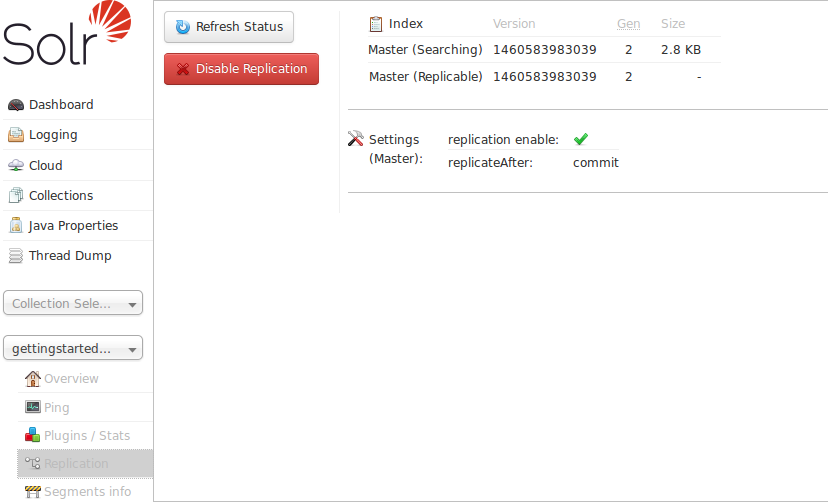 Solr
Dashboard
Logging
Cloud
Collections
Java Properties
Thread Dump
Collection Sele...
gettingstarted...
Overview
Ping
Plugins / Stats
Replication
Segments info
Refresh Status
Disable Replication
Index Version Gen Size
Master (Searching) 1460583983039 2 2.8 KB
Master (Replicable) 1460583983039 2 -
Settings replication enable:
(Master): replicateAfter: commit